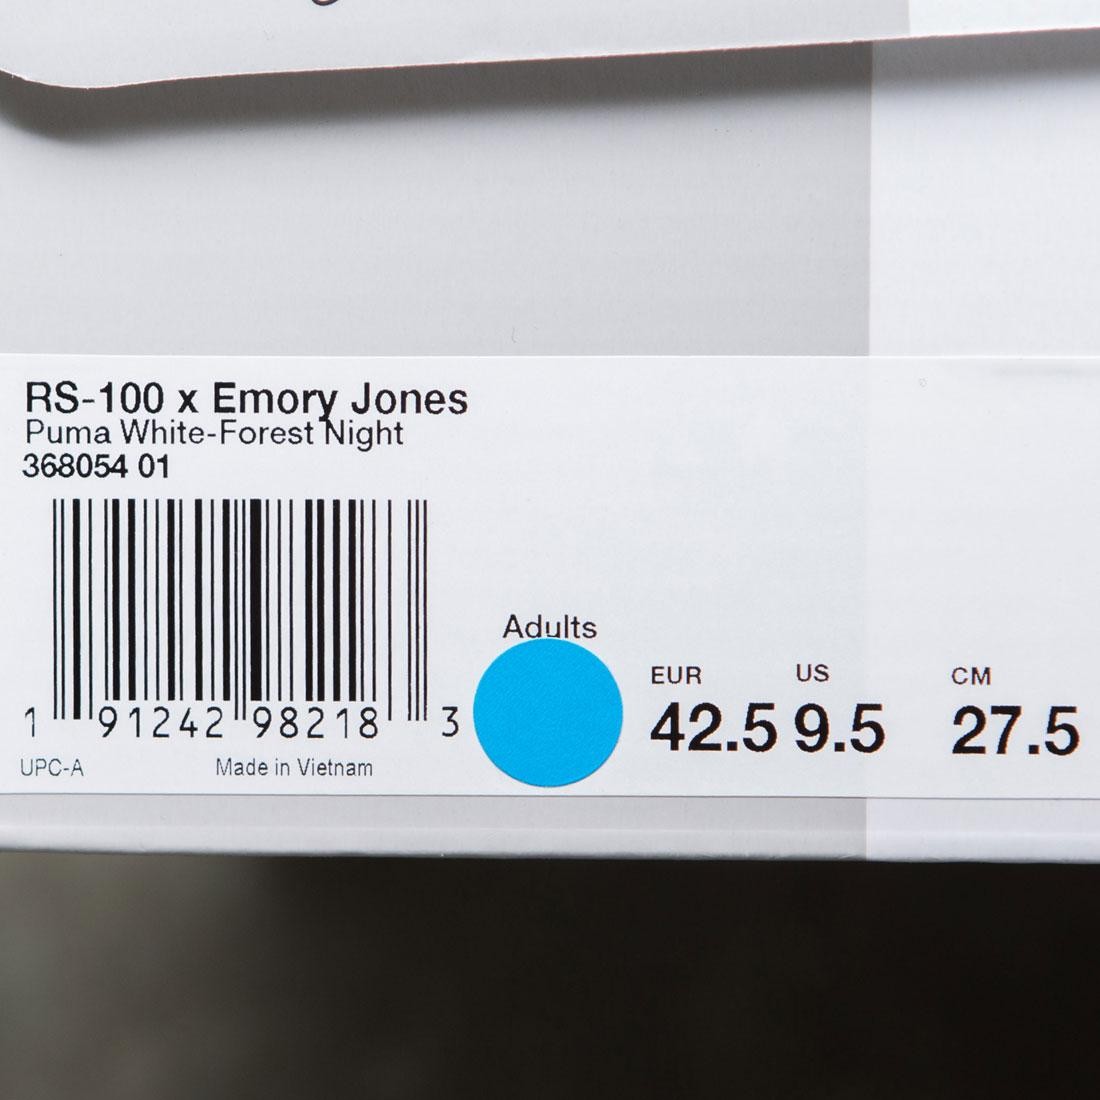 RS-100 x Emory Jones
Puma White-Forest Night
368054 01
1 91242 98218 3
UPC-A Made in Vietnam
Adults
EUR US CM
42.5 9.5 27.5